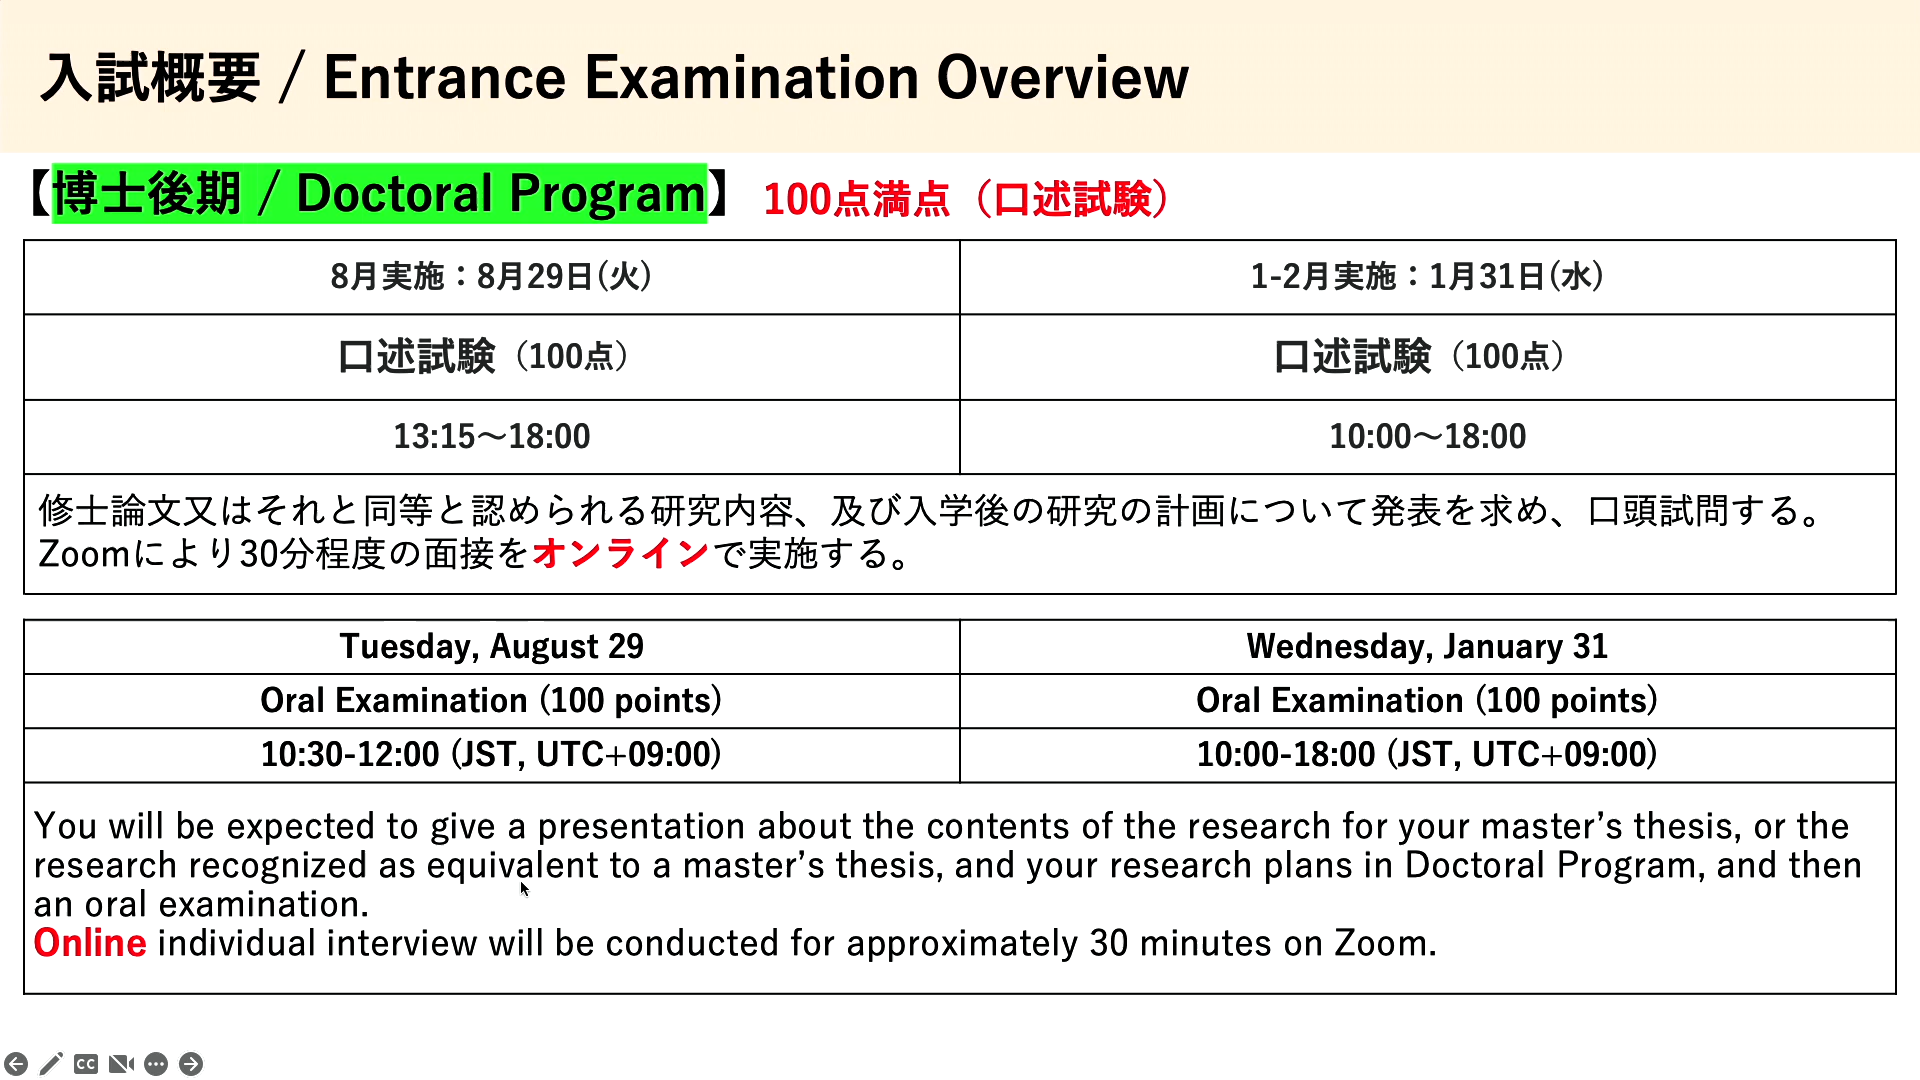 入試概要 / Entrance Examination Overview
【博士後期 / Doctoral Program】 100点満点（口述試験）
8月実施：8月29日(火)
1-2月実施：1月31日(水)
口述試験（100点）
口述試験（100点）
13:15～18:00
10:00～18:00
修士論文又はそれと同等と認められる研究内容、及び入学後の研究の計画について発表を求め、口頭試問する。
Zoomにより30分程度の面接をオンラインで実施する。
Tuesday, August 29
Wednesday, January 31
Oral Examination (100 points)
Oral Examination (100 points)
10:30-12:00 (JST, UTC+09:00)
10:00-18:00 (JST, UTC+09:00)
You will be expected to give a presentation about the contents of the research for your master’s thesis, or the
research recognized as equivalent to a master’s thesis, and your research plans in Doctoral Program, and then
an oral examination.
Online individual interview will be conducted for approximately 30 minutes on Zoom.
CC